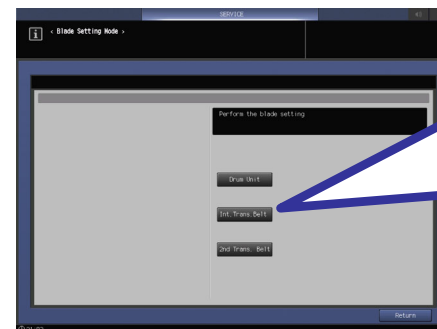 SERVICE
< Blade Setting Mode >
Perform the blade setting
Drum Unit
Int.Trans.Belt
2nd Trans. Belt
Return